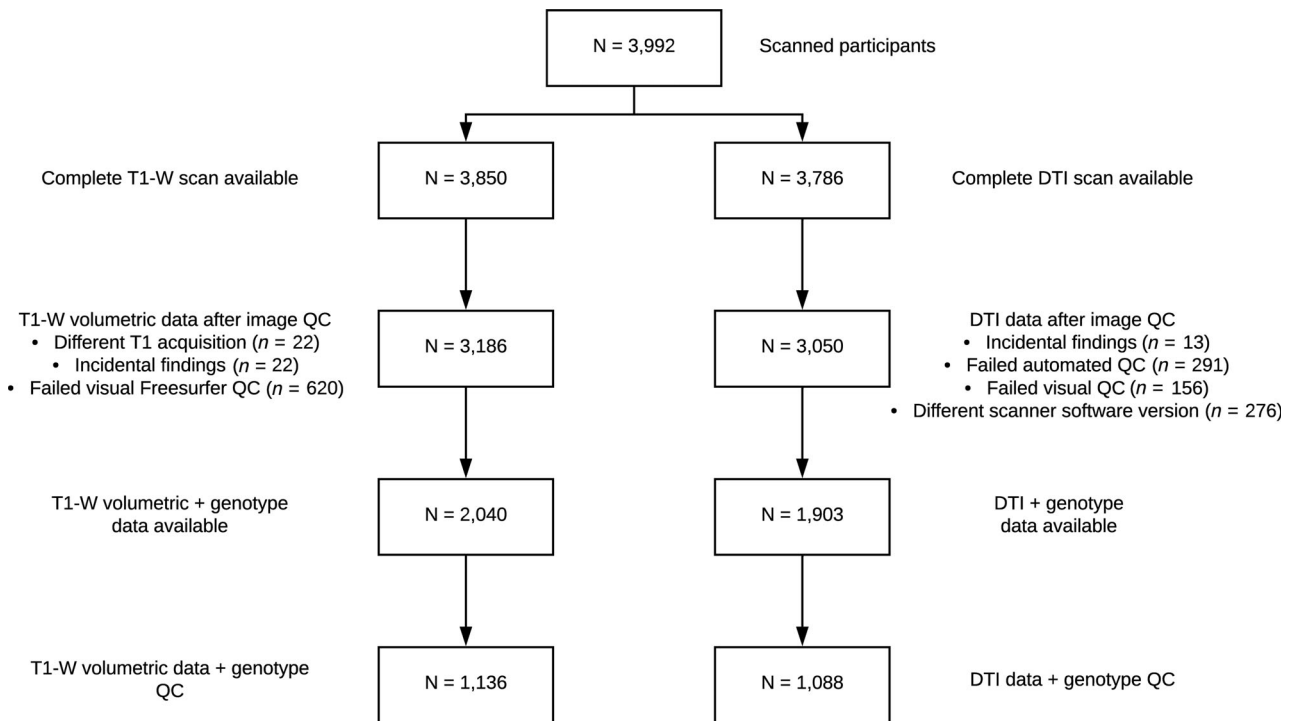 N = 3,992
Scanned participants
Complete T1-W scan available
N = 3,850
N = 3,786
Complete DTI scan available
T1-W volumetric data after image QC
• Different T1 acquisition (n = 22)
• Incidental findings (n = 22)
• Failed visual Freesurfer QC (n = 620)
N = 3,186
N = 3,050
DTI data after image QC
• Incidental findings (n = 13)
• Failed automated QC (n = 291)
• Failed visual QC (n = 156)
• Different scanner software version (n = 276)
T1-W volumetric + genotype
data available
N = 2,040
N = 1,903
DTI + genotype
data available
T1-W volumetric data + genotype
QC
N = 1,136
N = 1,088
DTI data + genotype QC